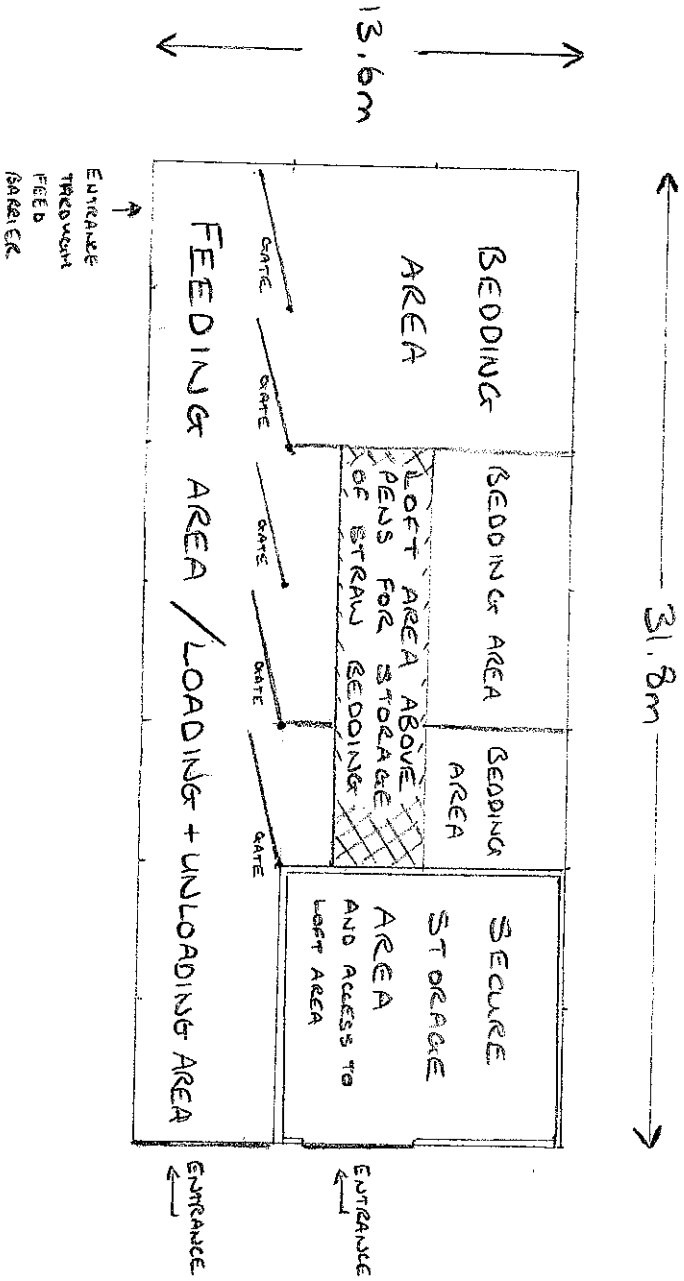 31.8m
13.6m
BEDDING
AREA
BEDDING AREA
BEDDING
AREA
SECURE
STORAGE
AREA
AND ACCESS TO
LOFT AREA
LOFT AREA ABOVE
PENS FOR STORAGE
OF STRAW BEDDING
GATE
GATE
GATE
GATE
GATE
FEEDING AREA / LOADING + UNLOADING AREA
ENTRANCE
ENTRANCE
ENTRANCE
THROUGH
FEED
BARRIER